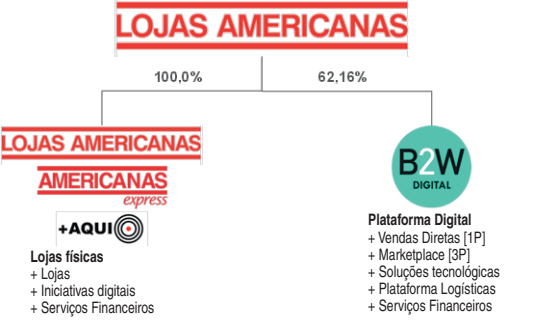 LOJAS AMERICANAS
100,0%
62,16%
LOJAS AMERICANAS
AMERICANAS
express
+AQUI
Lojas físicas
+ Lojas
+ Iniciativas digitais
+ Serviços Financeiros
B2W
DIGITAL
Plataforma Digital
+ Vendas Diretas [1P]
+ Marketplace [3P]
+ Soluções tecnológicas
+ Plataforma Logísticas
+ Serviços Financeiros